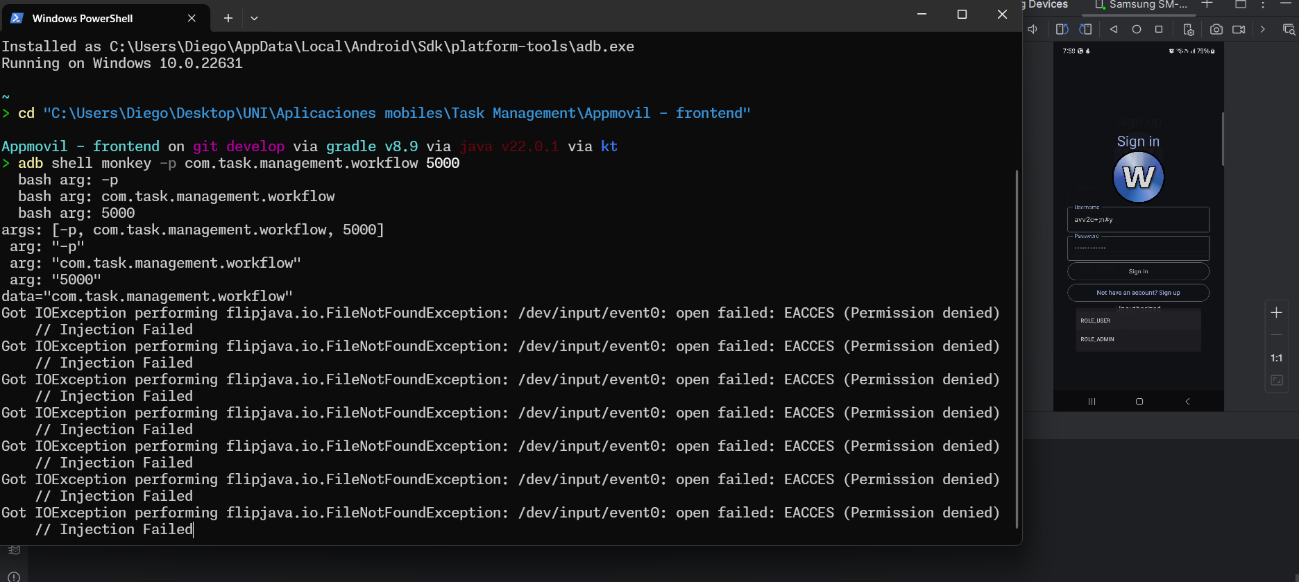 Windows PowerShell
Installed as C:\Users\Diego\AppData\Local\Android\Sdk\platform-tools\adb.exe
Running on Windows 10.0.22631
~
> cd "C:\Users\Diego\Desktop\UNI\Aplicaciones mobiles\Task Management\Appmovil - frontend"
Appmovil - frontend on git develop via gradle v8.9 via java v22.0.1 via kt
> adb shell monkey -p com.task.management.workflow 5000
  bash arg: -p
  bash arg: com.task.management.workflow
  bash arg: 5000
args: [-p, com.task.management.workflow, 5000]
 arg: "-p"
 arg: "com.task.management.workflow"
 arg: "5000"
data="com.task.management.workflow"
Got IOException performing flipjava.io.FileNotFoundException: /dev/input/event0: open failed: EACCES (Permission denied)
    // Injection Failed
Got IOException performing flipjava.io.FileNotFoundException: /dev/input/event0: open failed: EACCES (Permission denied)
    // Injection Failed
Got IOException performing flipjava.io.FileNotFoundException: /dev/input/event0: open failed: EACCES (Permission denied)
    // Injection Failed
Got IOException performing flipjava.io.FileNotFoundException: /dev/input/event0: open failed: EACCES (Permission denied)
    // Injection Failed
Got IOException performing flipjava.io.FileNotFoundException: /dev/input/event0: open failed: EACCES (Permission denied)
    // Injection Failed
Got IOException performing flipjava.io.FileNotFoundException: /dev/input/event0: open failed: EACCES (Permission denied)
    // Injection Failed
Got IOException performing flipjava.io.FileNotFoundException: /dev/input/event0: open failed: EACCES (Permission denied)
    // Injection Failed
g Devices
Samsung SM-...
7:59
Sign in
W
Username
Password
Sign in
Not have an account? Sign up
ROLE_USER
ROLE_ADMIN
1:1